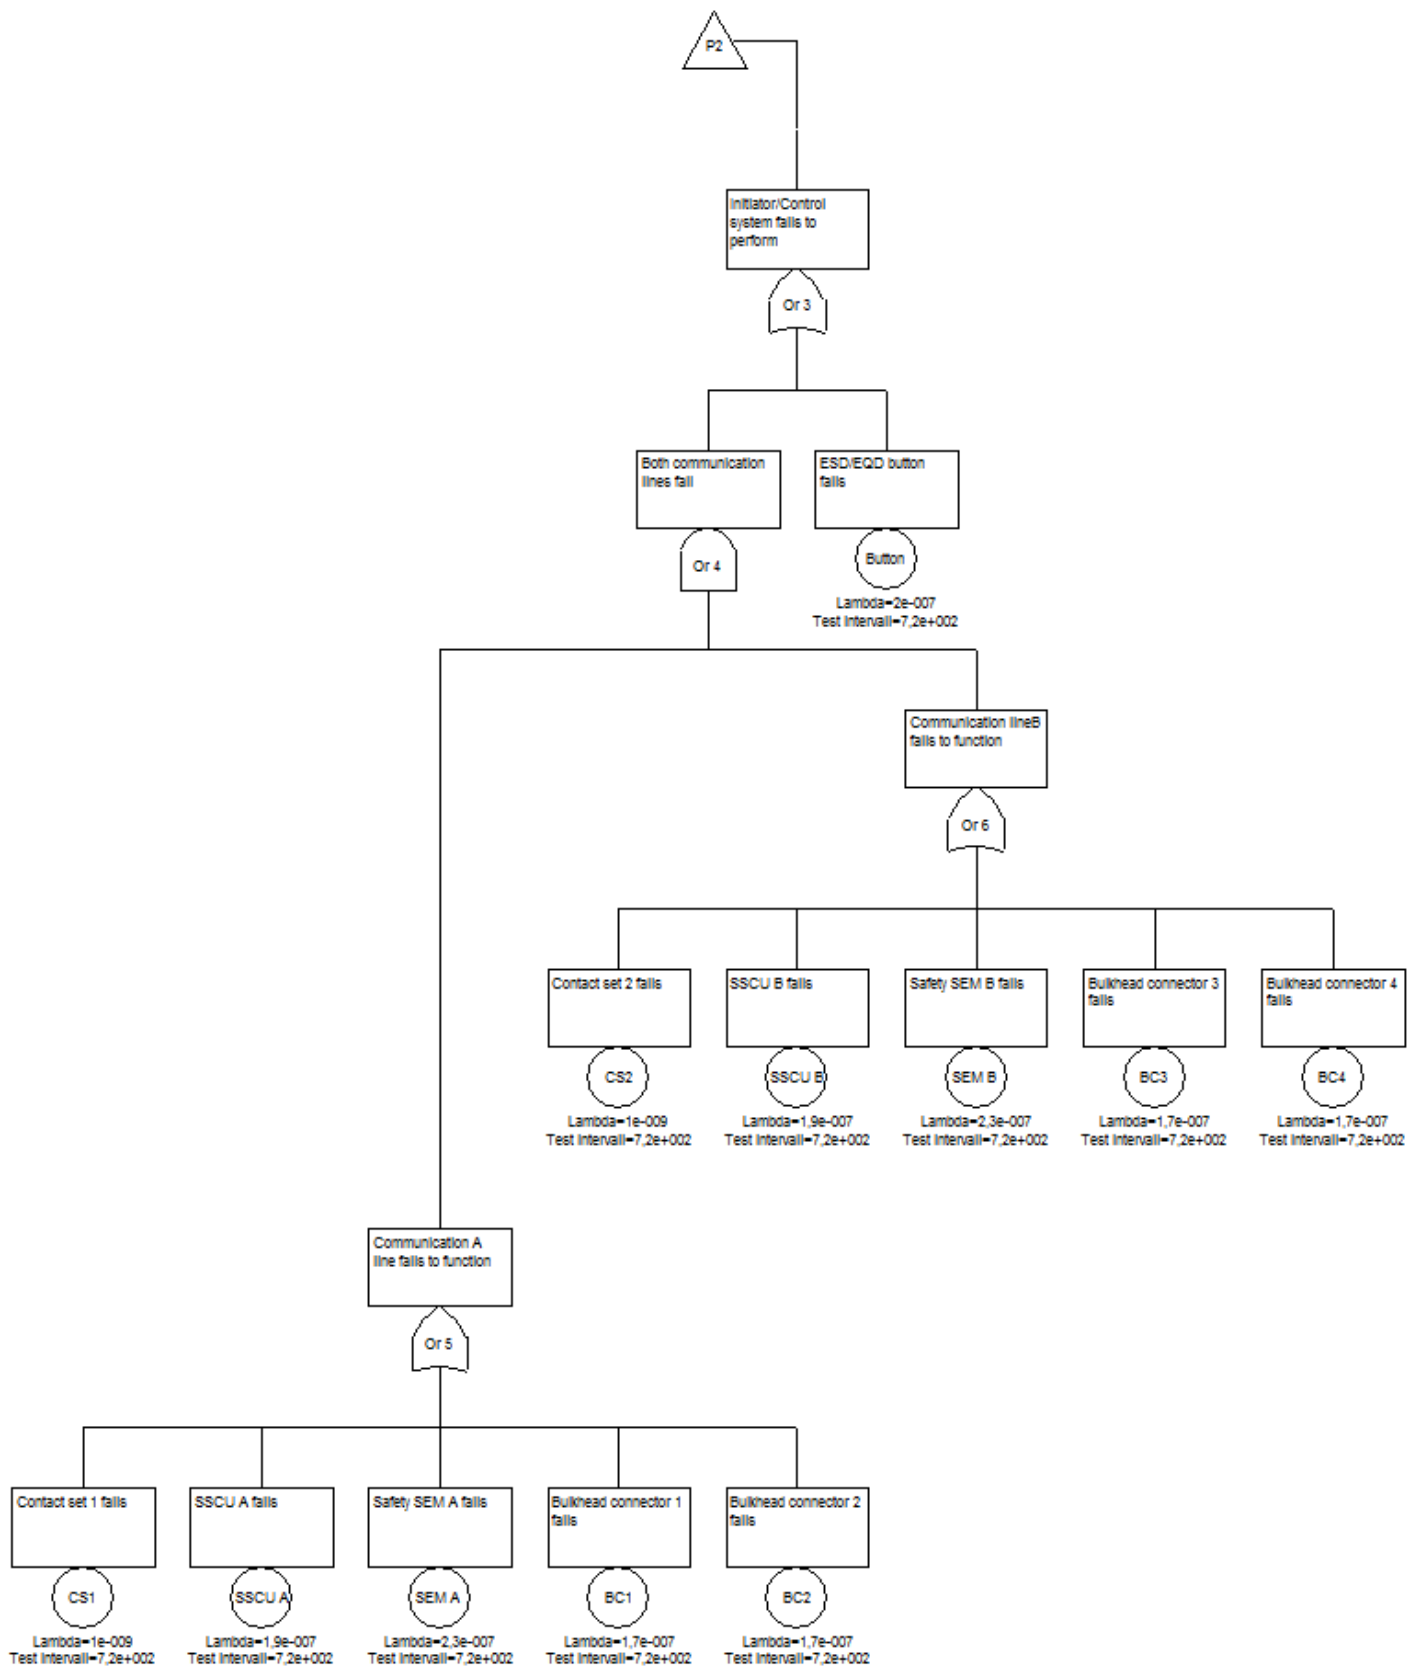 P2
Initiator/Control
system fails to
perform
Or 3
Both communication
lines fail
ESD/EQD button
fails
Or 4
Button
Lambda=2e-007
Test Intervall=7,2e+002
Communication lineB
fails to function
Or 6
Contact set 2 fails
SSCU B fails
Safety SEM B fails
Bulkhead connector 3
fails
Bulkhead connector 4
fails
CS2
SSCU B
SEM B
BC3
BC4
Lambda=1e-009
Test Intervall=7,2e+002
Lambda=1,9e-007
Test Intervall=7,2e+002
Lambda=2,3e-007
Test Intervall=7,2e+002
Lambda=1,7e-007
Test Intervall=7,2e+002
Lambda=1,7e-007
Test Intervall=7,2e+002
Communication A
line fails to function
Or 5
Contact set 1 fails
SSCU A fails
Safety SEM A fails
Bulkhead connector 1
fails
Bulkhead connector 2
fails
CS1
SSCU A
SEM A
BC1
BC2
Lambda=1e-009
Test Intervall=7,2e+002
Lambda=1,9e-007
Test Intervall=7,2e+002
Lambda=2,3e-007
Test Intervall=7,2e+002
Lambda=1,7e-007
Test Intervall=7,2e+002
Lambda=1,7e-007
Test Intervall=7,2e+002